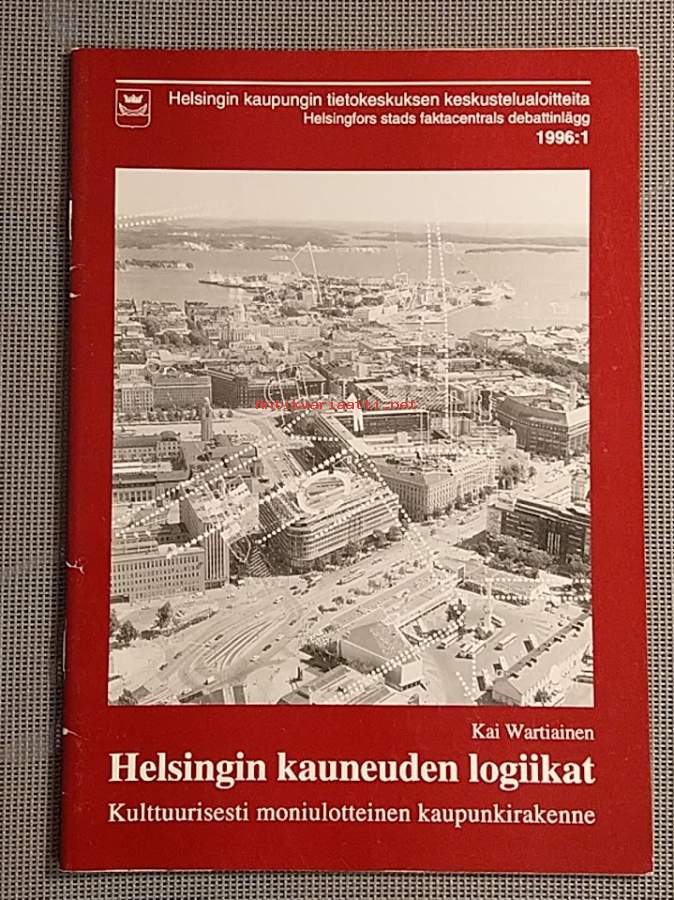 Helsingin kaupungin tietokeskuksen keskustelualoitteita
Helsingfors stads faktacentrals debattinlägg
1996:1
antikvariaatti.net
Kai Wartiainen
Helsingin kauneuden logiikat
Kulttuurisesti moniulotteinen kaupunkirakenne